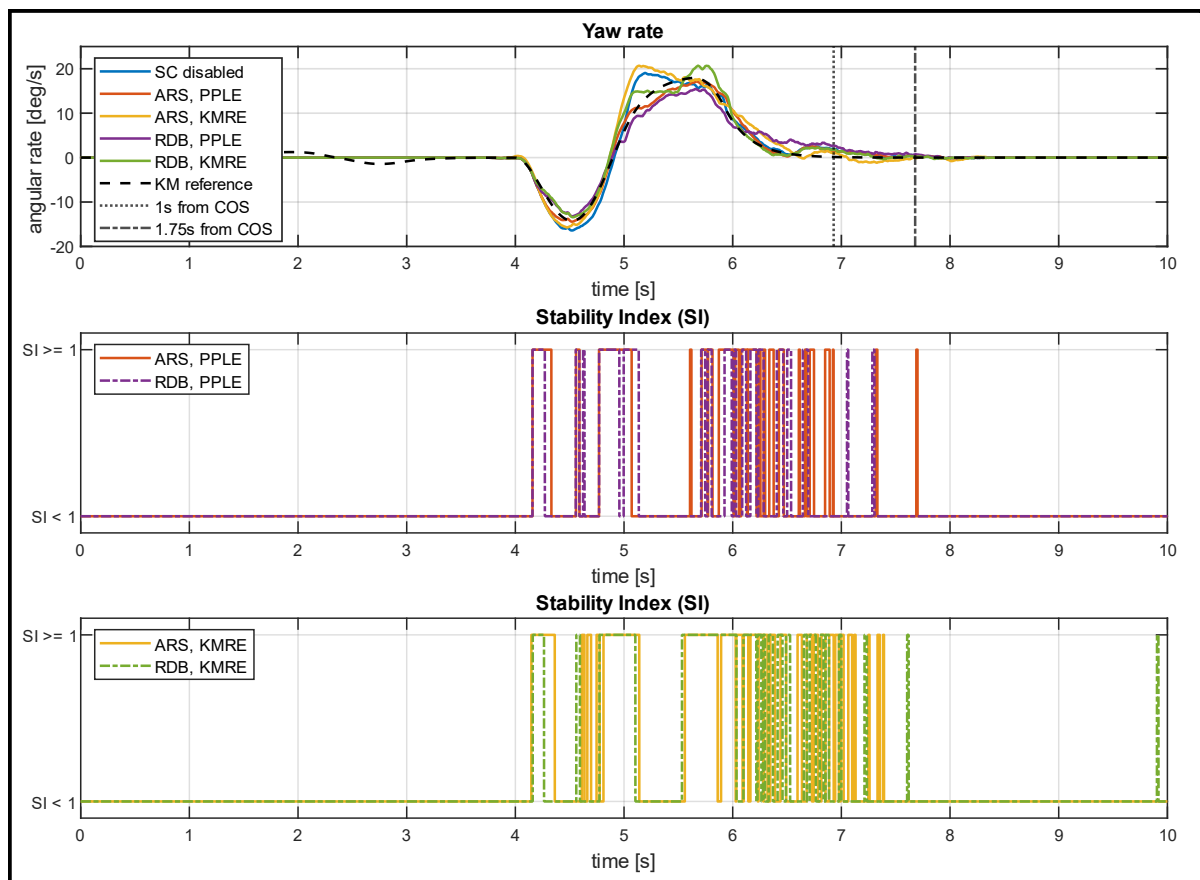 Yaw rate
angular rate [deg/s]
20
10
0
-10
-20
SC disabled
ARS, PPLE
ARS, KMRE
RDB, PPLE
RDB, KMRE
KM reference
1s from COS
1.75s from COS
0 1 2 3 4 5 6 7 8 9 10
time [s]
Stability Index (SI)
SI >= 1
SI < 1
ARS, PPLE
RDB, PPLE
0 1 2 3 4 5 6 7 8 9 10
time [s]
Stability Index (SI)
SI >= 1
SI < 1
ARS, KMRE
RDB, KMRE
0 1 2 3 4 5 6 7 8 9 10
time [s]